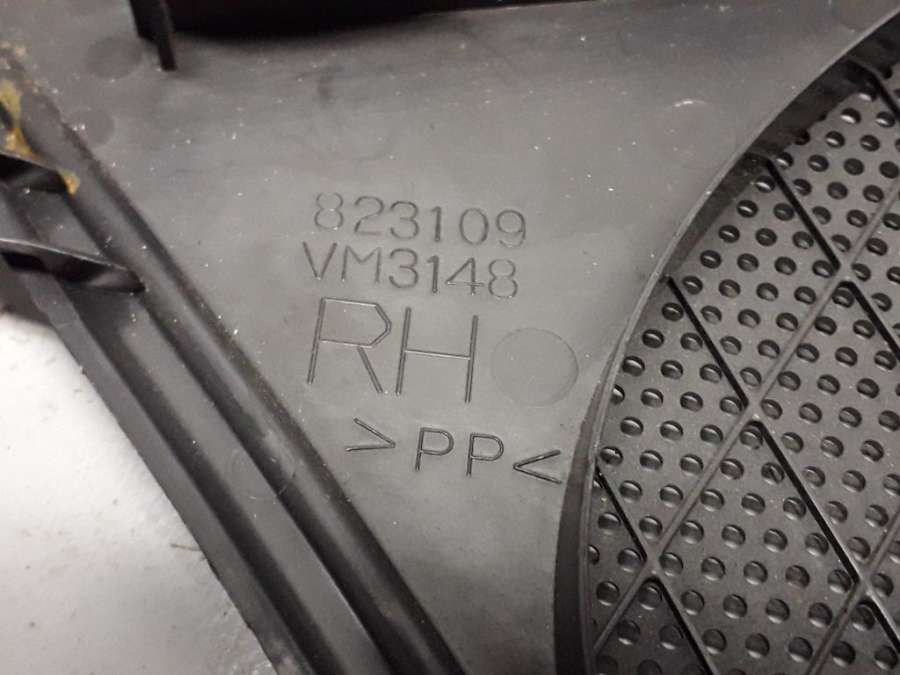 823109
VM3148
RH
>PP<